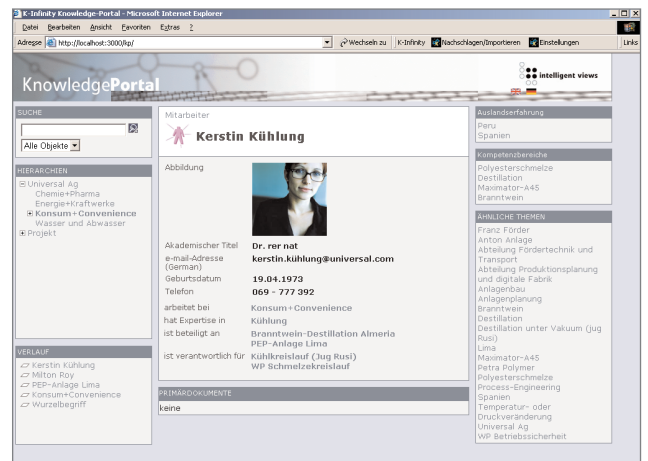 K-Infinity Knowledge-Portal - Microsoft Internet Explorer
Datei Bearbeiten Ansicht Favoriten Extras ?
Adresse http://localhost:3000/kp/ Wechseln zu K-Infinity Nachschlagen/Importieren Einstellungen Links
KnowledgePortal
intelligent views
SUCHE
Alle Objekte
HIERARCHIEN
Universal Ag
Chemie+Pharma
Energie+Kraftwerke
Konsum+Convenience
Wasser und Abwasser
Projekt
VERLAUF
Kerstin Kühlung
Milton Roy
PEP-Anlage Lima
Konsum+Convenience
Wurzelbegriff
Mitarbeiter
Kerstin Kühlung
Abbildung
Akademischer Titel Dr. rer nat
e-mail-Adresse (German) kerstin.kühlung@universal.com
Geburtsdatum 19.04.1973
Telefon 069 - 777 392
arbeitet bei Konsum+Convenience
hat Expertise in Kühlung
ist beteiligt an Branntwein-Destillation Almeria
PEP-Anlage Lima
ist verantwortlich für Kühlkreislauf (Jug Rusi)
WP Schmelzekreislauf
PRIMÄRDOKUMENTE
keine
Auslandserfahrung
Peru
Spanien
Kompetenzbereiche
Polyesterschmelze
Destillation
Maximator-A45
Branntwein
ÄHNLICHE THEMEN
Franz Förder
Anton Anlage
Abteilung Fördertechnik und
Transport
Abteilung Produktionsplanung
und digitale Fabrik
Anlagenbau
Anlagenplanung
Branntwein
Destillation
Destillation unter Vakuum (jug
Rusi)
Lima
Maximator-A45
Petra Polymer
Polyesterschmelze
Process-Engineering
Spanien
Temperatur- oder
Druckveränderung
Universal Ag
WP Betriebssicherheit